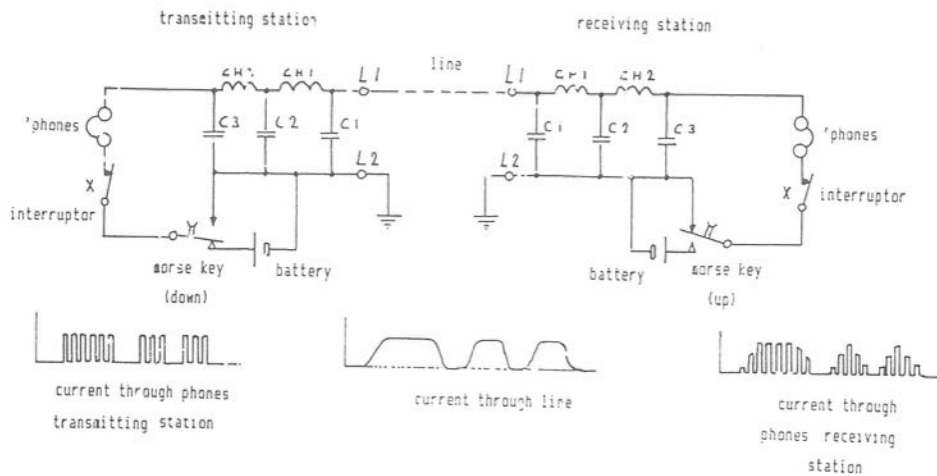 transmitting station
receiving station
line
CH2
CH1
L1
L1
CH1
CH2
'phones
C3
C2
C1
C1
C2
C3
'phones
L2
L2
X
X
interruptor
interruptor
Y
Y
morse key
(down)
battery
battery
morse key
(up)
current through phones
transmitting station
current through line
current through
phones receiving
station